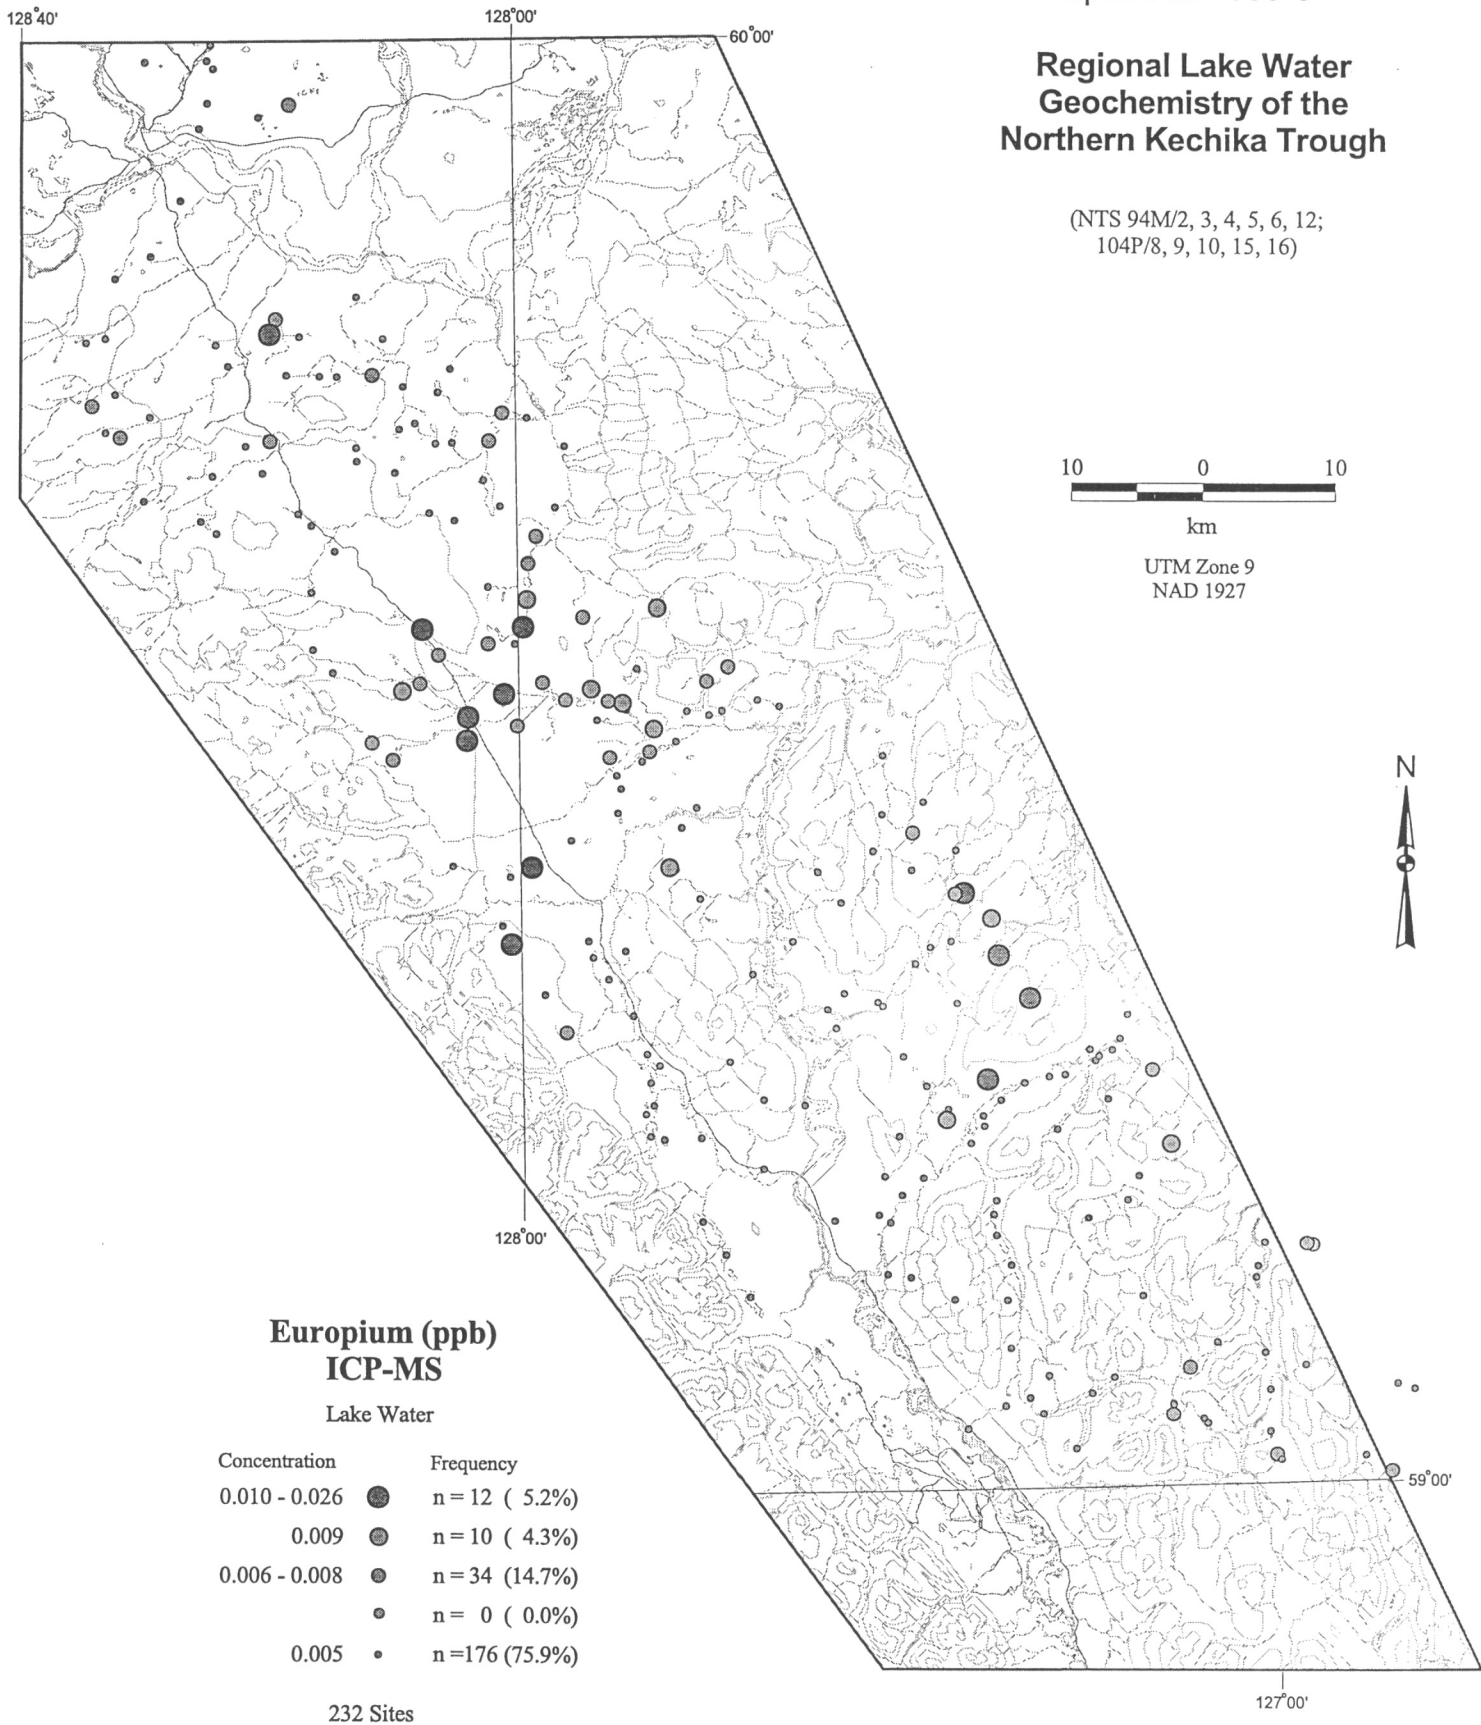 128°40'
128°00'
60°00'
Regional Lake Water
Geochemistry of the
Northern Kechika Trough
(NTS 94M/2, 3, 4, 5, 6, 12;
104P/8, 9, 10, 15, 16)
10 0 10
km
UTM Zone 9
NAD 1927
N
128°00'
Europium (ppb)
ICP-MS
Lake Water
Concentration Frequency
0.010 - 0.026 n = 12 ( 5.2%)
0.009 n = 10 ( 4.3%)
0.006 - 0.008 n = 34 (14.7%)
n = 0 ( 0.0%)
0.005 n =176 (75.9%)
232 Sites
59°00'
127°00'